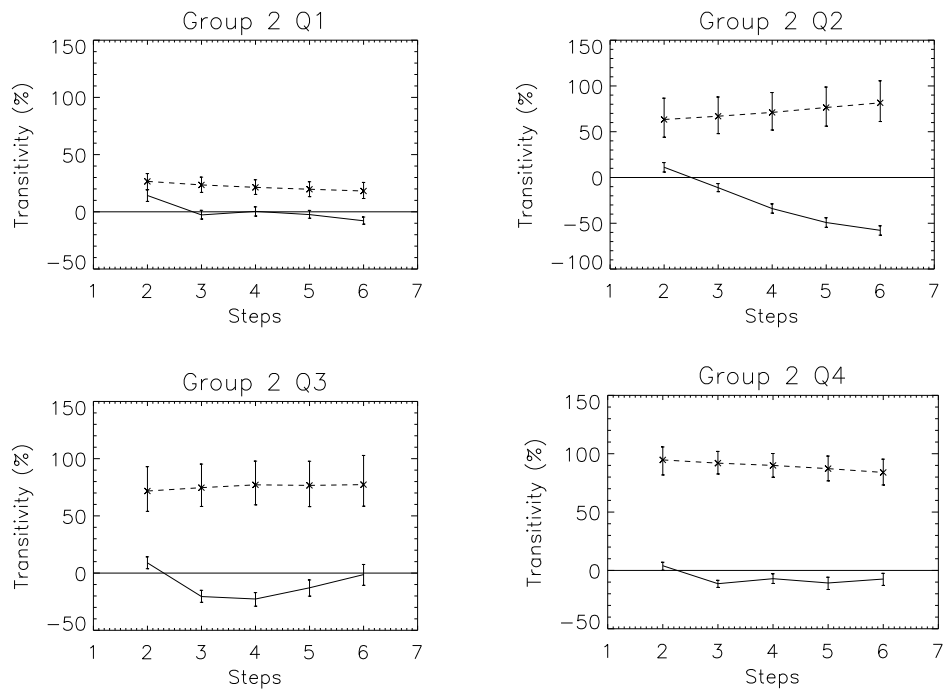 Group 2 Q1
150
100
50
0
−50
Transitivity (%)
1 2 3 4 5 6 7
Steps
Group 2 Q2
150
100
50
0
−50
−100
Transitivity (%)
1 2 3 4 5 6 7
Steps
Group 2 Q3
150
100
50
0
−50
Transitivity (%)
1 2 3 4 5 6 7
Steps
Group 2 Q4
150
100
50
0
−50
Transitivity (%)
1 2 3 4 5 6 7
Steps